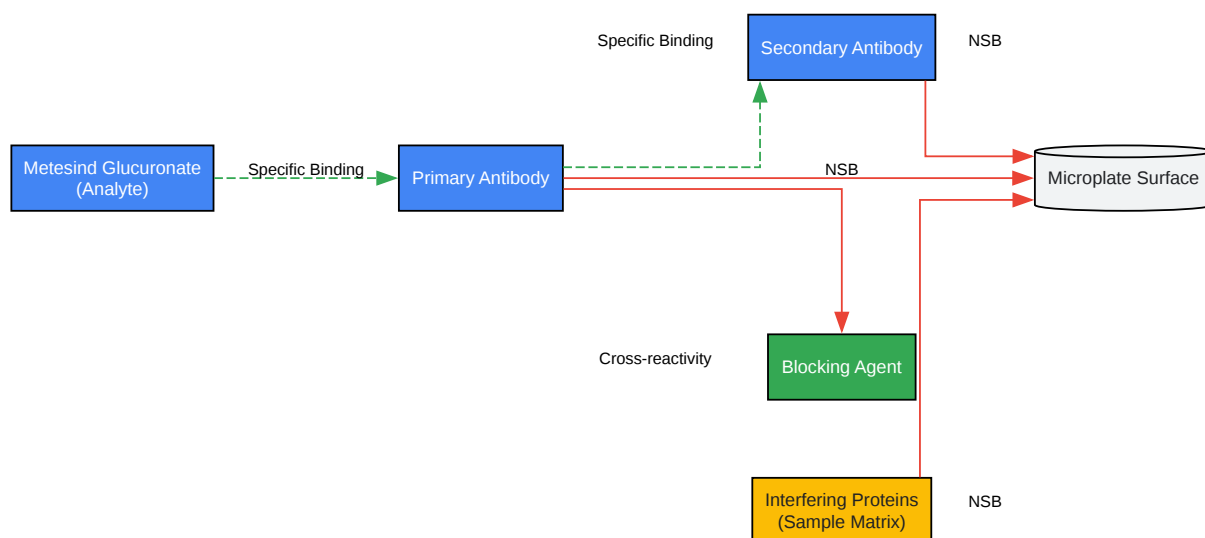 Specific Binding
Secondary Antibody
NSB
Metesind Glucuronate
(Analyte)
Specific Binding
Primary Antibody
NSB
Microplate Surface
Cross-reactivity
Blocking Agent
Interfering Proteins
(Sample Matrix)
NSB